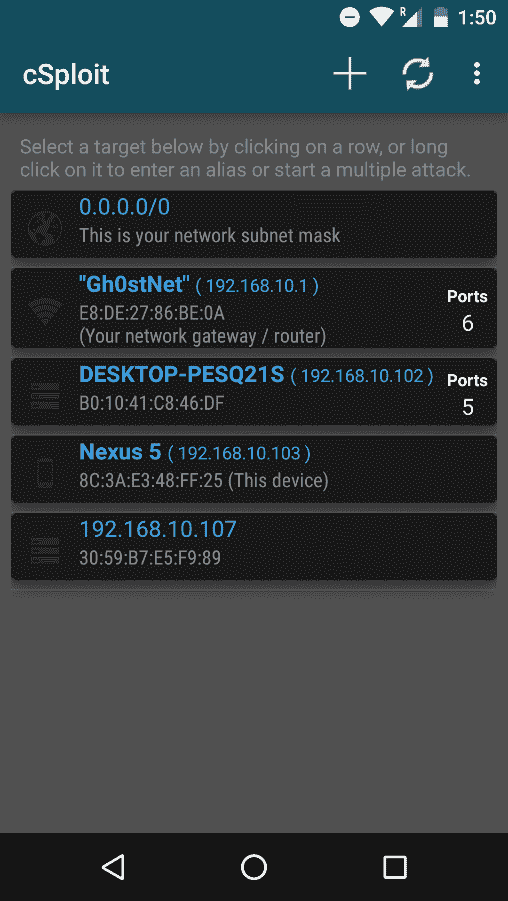 R
1:50
cSploit
Select a target below by clicking on a row, or long
click on it to enter an alias or start a multiple attack.
0.0.0.0/0
This is your network subnet mask
"Gh0stNet" ( 192.168.10.1 )
E8:DE:27:86:BE:0A
(Your network gateway / router)
Ports
6
DESKTOP-PESQ21S ( 192.168.10.102 )
B0:10:41:C8:46:DF
Ports
5
Nexus 5 ( 192.168.10.103 )
8C:3A:E3:48:FF:25 (This device)
192.168.10.107
30:59:B7:E5:F9:89